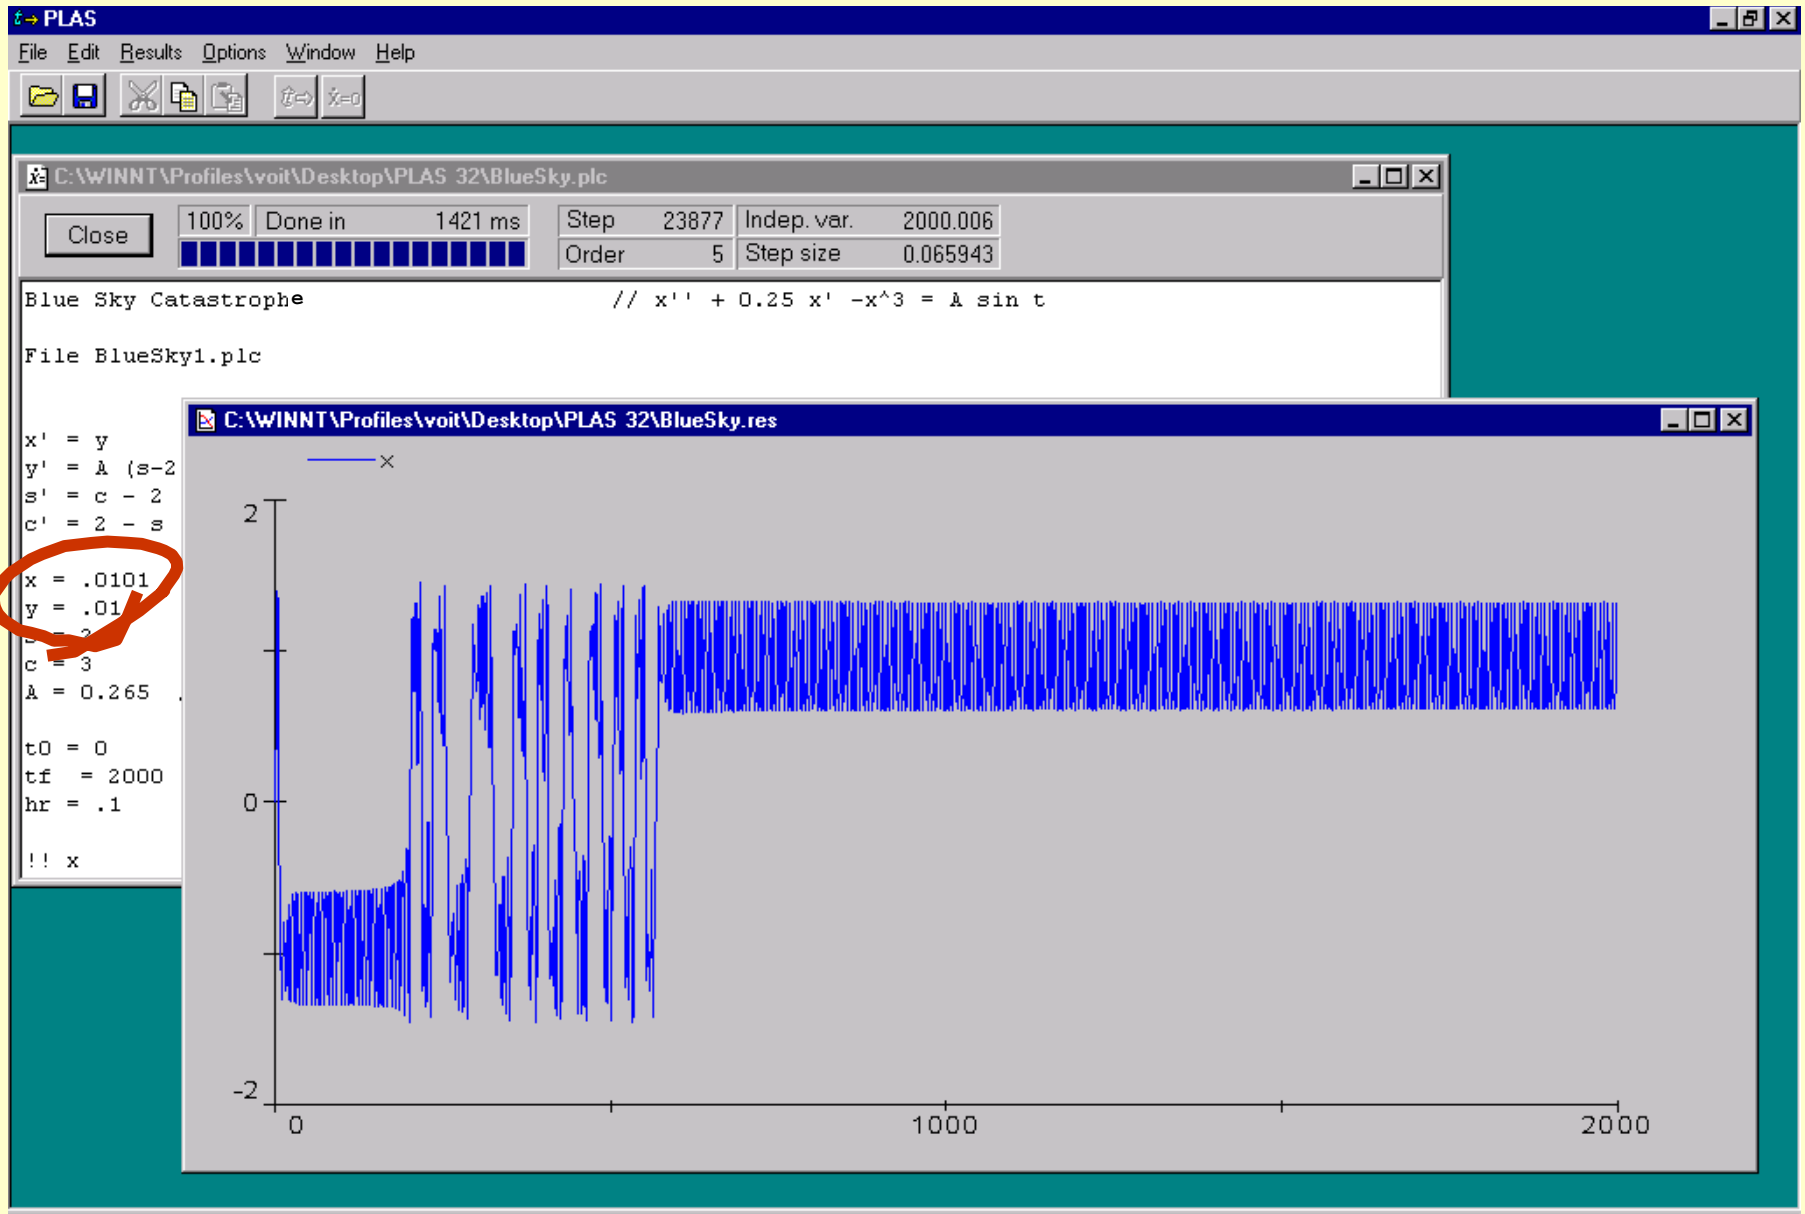 PLAS
File Edit Results Options Window Help
C:\WINNT\Profiles\voit\Desktop\PLAS 32\BlueSky.plc
Close 100% Done in 1421 ms Step 23877 Indep. var. 2000.006
Order 5 Step size 0.065943
Blue Sky Catastrophe // x'' + 0.25 x' -x^3 = A sin t
File BlueSky1.plc
x' = y
y' = A (s-2
s' = c - 2
c' = 2 - s
x = .0101
y = .01
c = 3
A = 0.265
t0 = 0
tf = 2000
hr = .1
!! x
C:\WINNT\Profiles\voit\Desktop\PLAS 32\BlueSky.res
X
2
0
-2
0 1000 2000